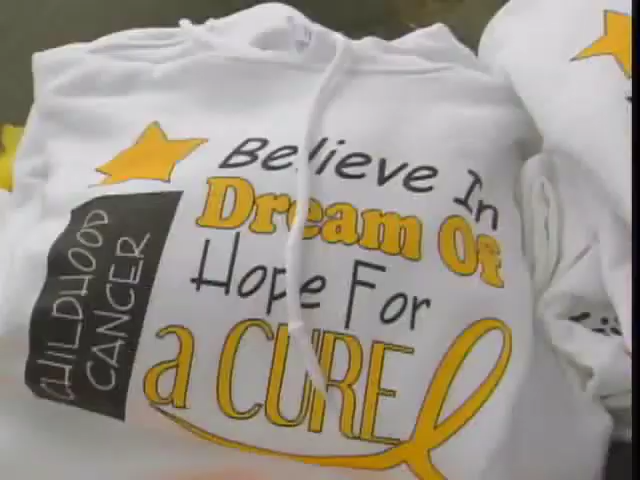 Believe In
Dream Of
Hope For
a CURE
CHILDHOOD
CANCER